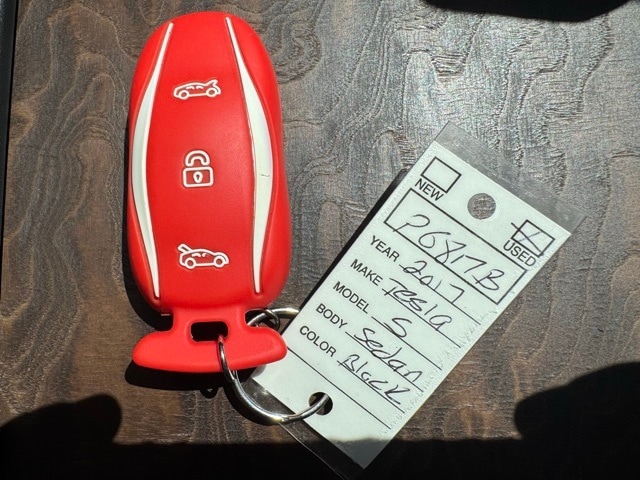 NEW
USED
P6817B
YEAR 2017
MAKE Tesla
MODEL S
BODY Sedan
COLOR Black